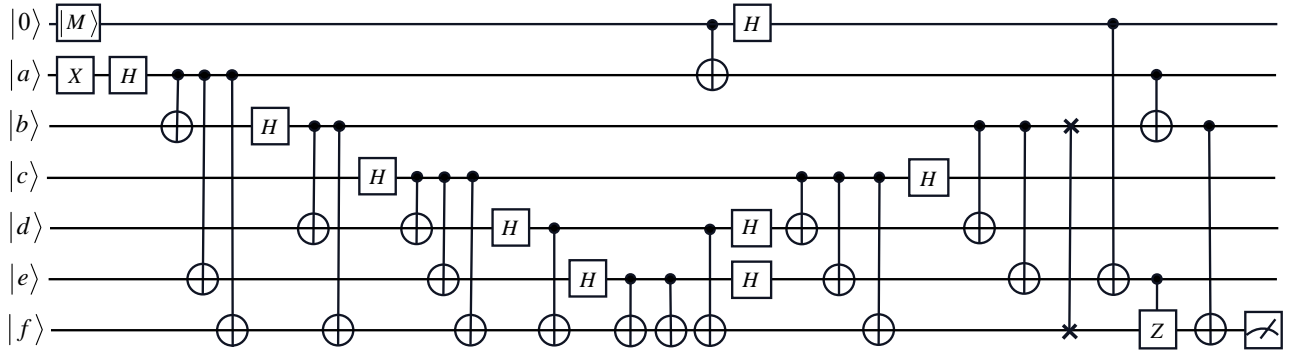 |0⟩ |M⟩ H
|a⟩ X H
|b⟩ H
|c⟩ H H
|d⟩ H H
|e⟩ H H
|f⟩ Z